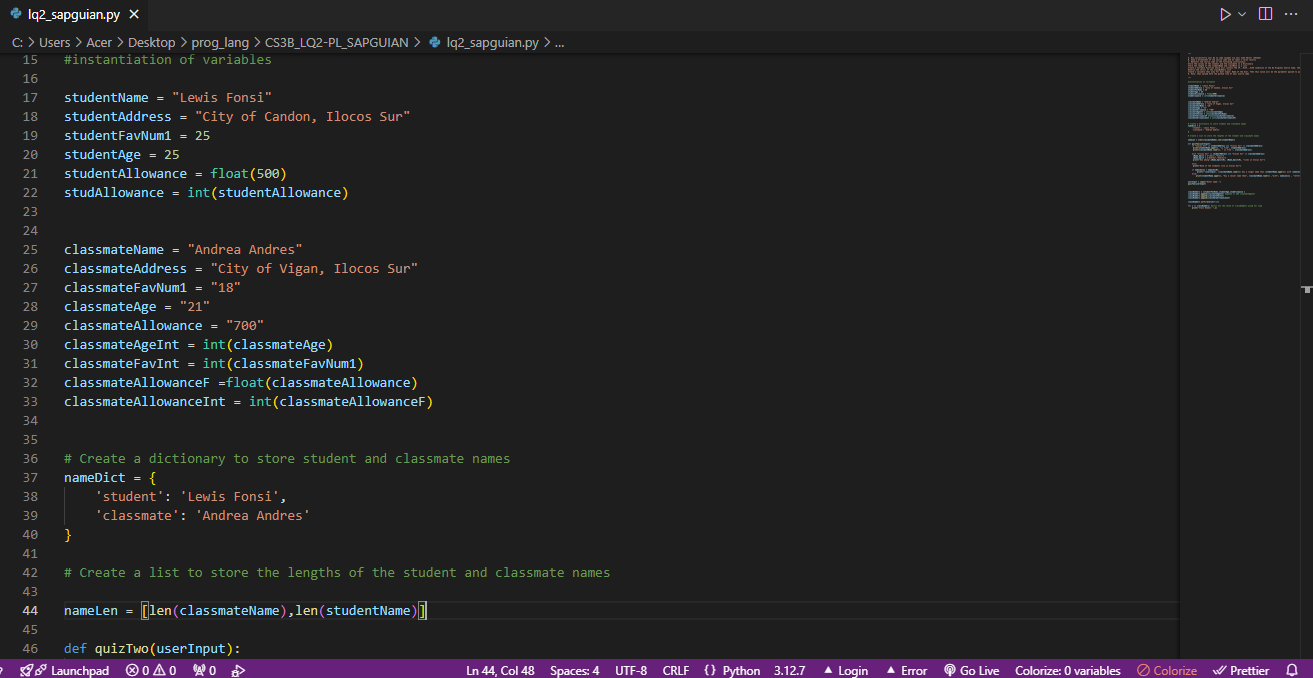 lq2_sapguian.py
C: > Users > Acer > Desktop > prog_lang > CS3B_LQ2-PL_SAPGUIAN > lq2_sapguian.py > ...
15 #instantiation of variables
16
17 studentName = "Lewis Fonsi"
18 studentAddress = "City of Candon, Ilocos Sur"
19 studentFavNum1 = 25
20 studentAge = 25
21 studentAllowance = float(500)
22 studAllowance = int(studentAllowance)
23
24
25 classmateName = "Andrea Andres"
26 classmateAddress = "City of Vigan, Ilocos Sur"
27 classmateFavNum1 = "18"
28 classmateAge = "21"
29 classmateAllowance = "700"
30 classmateAgeInt = int(classmateAge)
31 classmateFavInt = int(classmateFavNum1)
32 classmateAllowanceF =float(classmateAllowance)
33 classmateAllowanceInt = int(classmateAllowanceF)
34
35
36 # Create a dictionary to store student and classmate names
37 nameDict = {
38     'student': 'Lewis Fonsi',
39     'classmate': 'Andrea Andres'
40 }
41
42 # Create a list to store the lengths of the student and classmate names
43
44 nameLen = [len(classmateName),len(studentName)]
45
46 def quizTwo(userInput):
Launchpad 0 0 0 Ln 44, Col 48 Spaces: 4 UTF-8 CRLF {} Python 3.12.7 Login Error Go Live Colorize: 0 variables Colorize Prettier